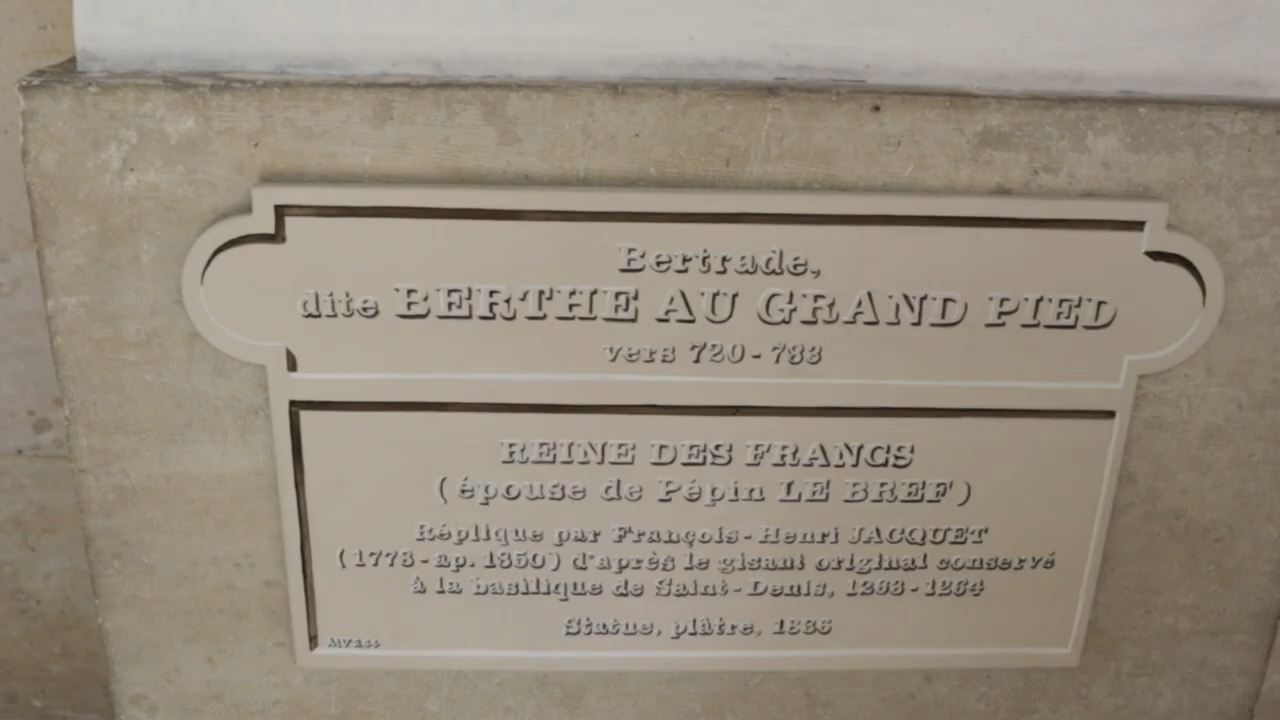 Bertrade,
dite BERTHE AU GRAND PIED
vers 720-783
REINE DES FRANCS
(épouse de Pépin LE BREF)
Réplique par François-Henri JACQUET
(1778-ap. 1850) d'après le gisant original conservé
à la basilique de Saint-Denis, 1263-1264
Statue, plâtre, 1836